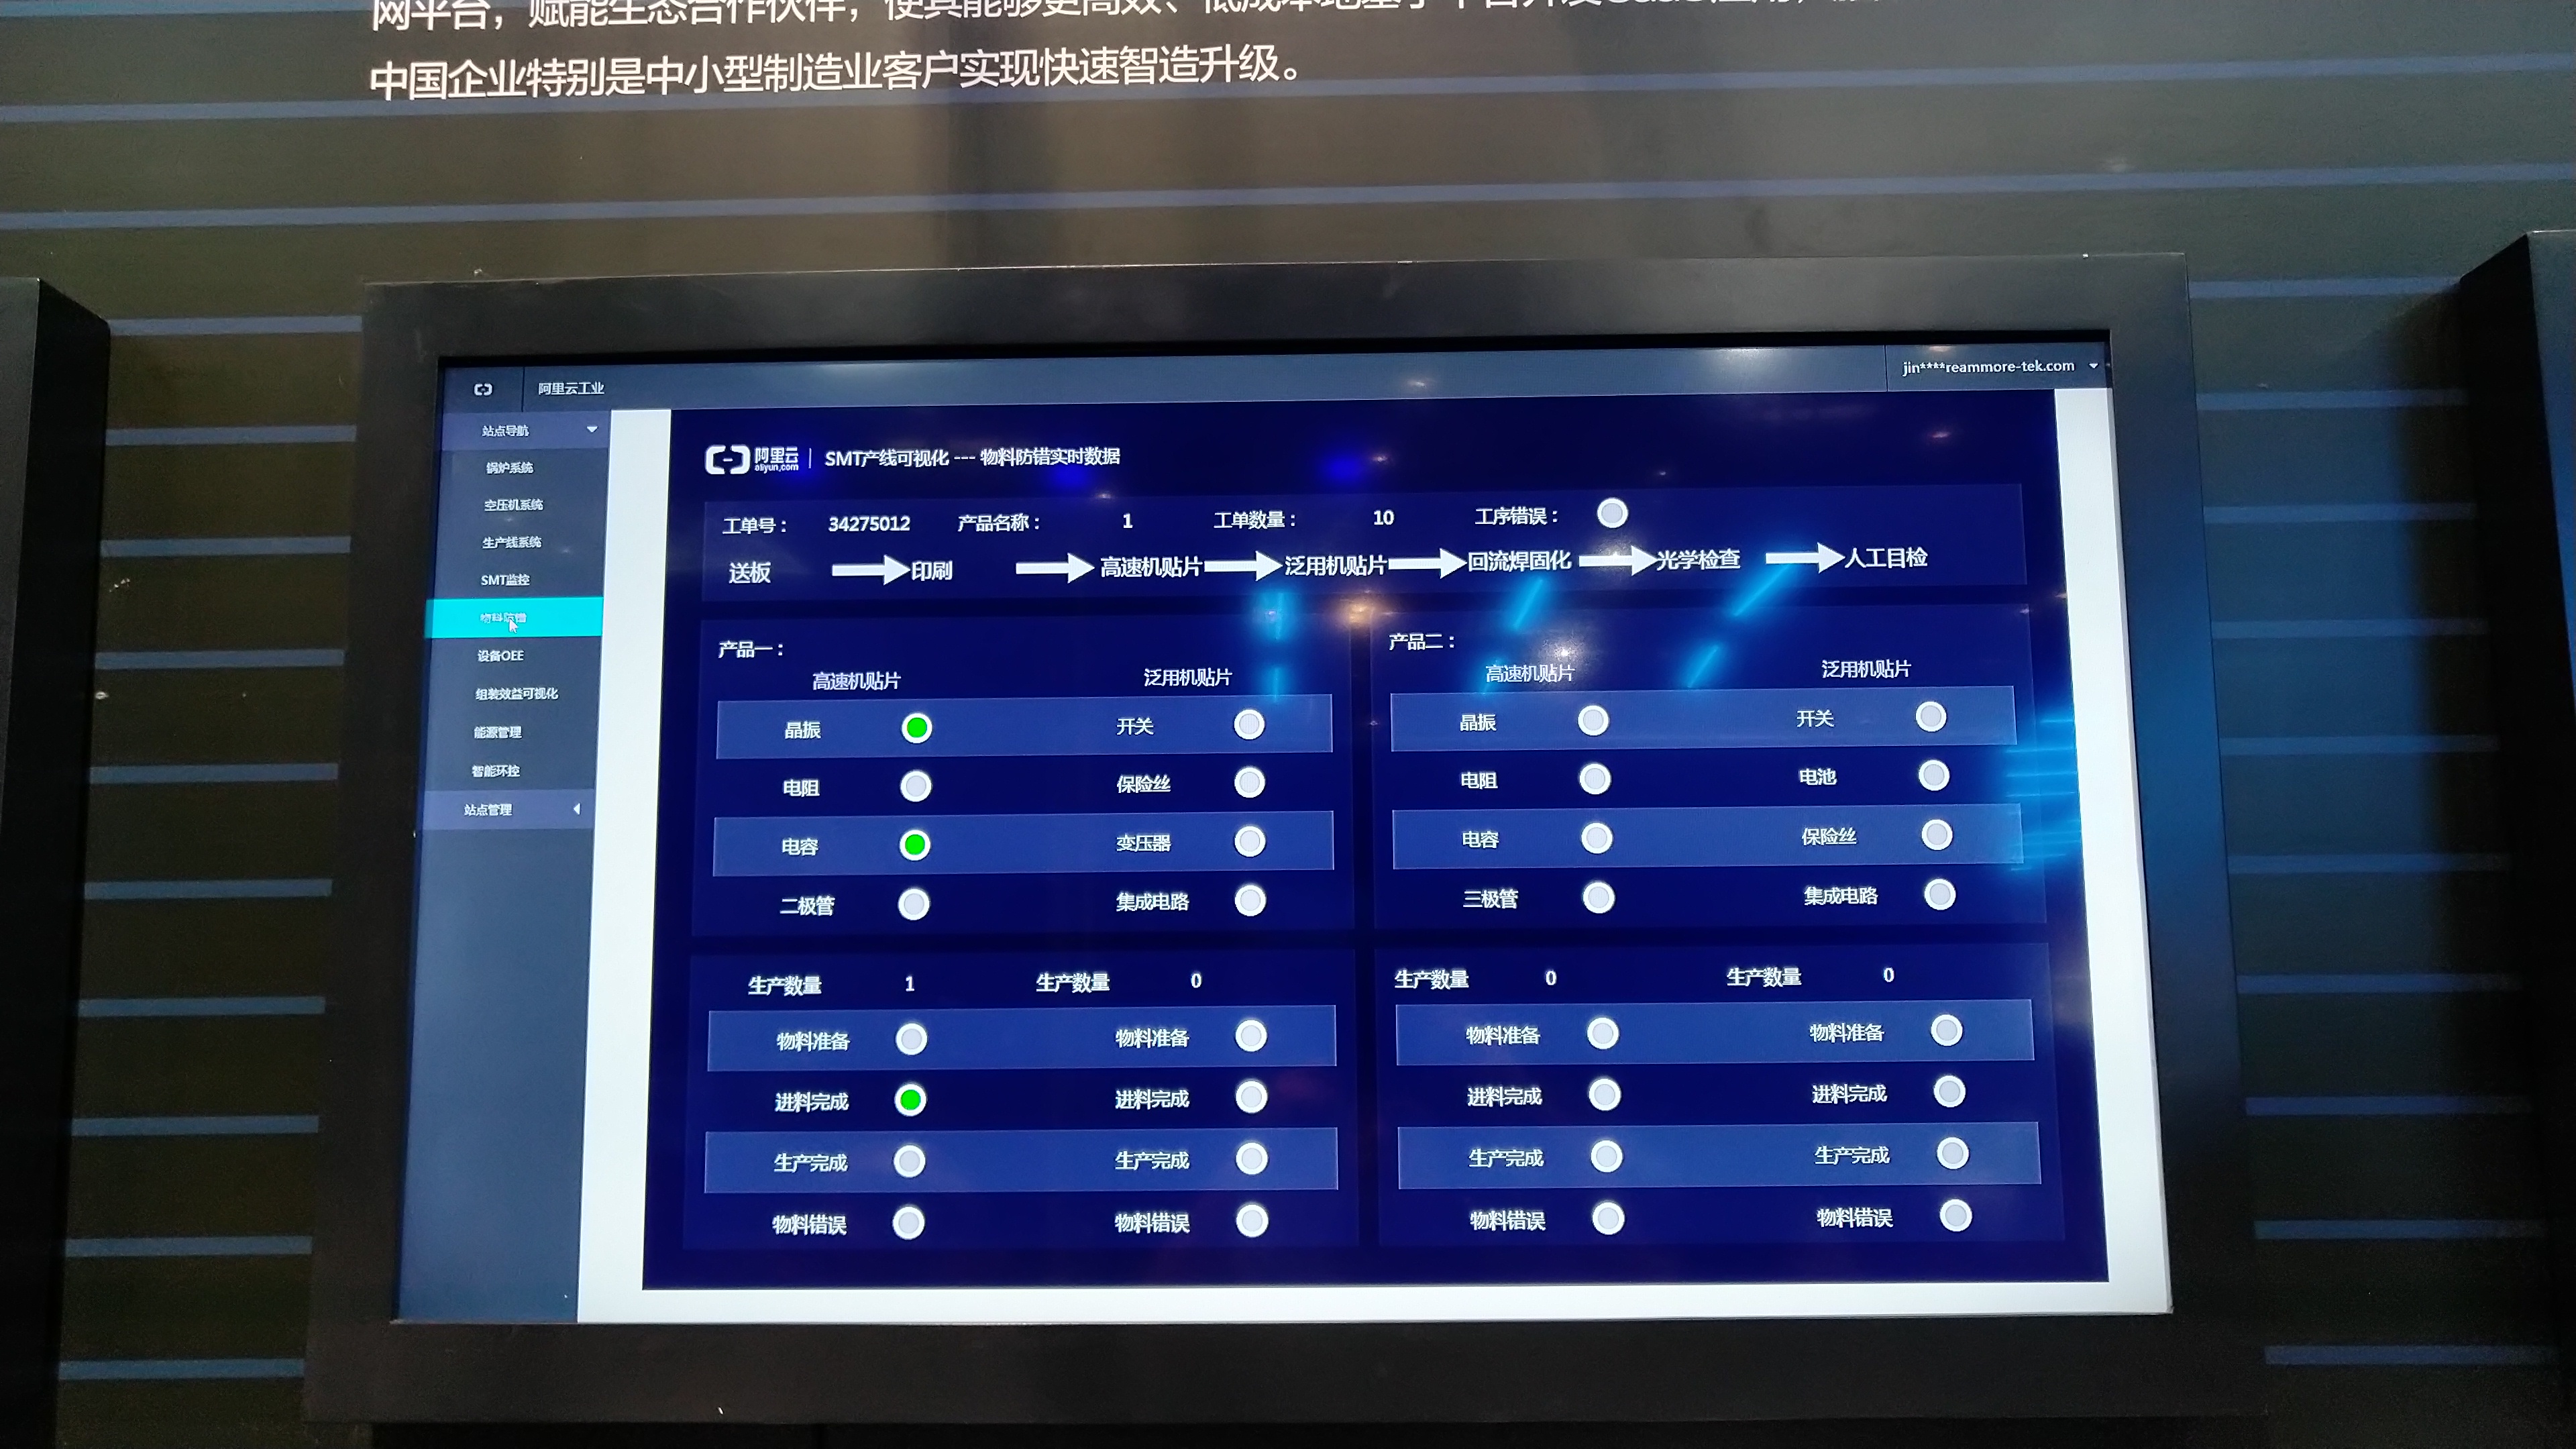 网平台，赋能生态合作伙伴，使其能够更高效、低成本地基于平台开发
中国企业特别是中小型制造业客户实现快速智造升级。
阿里云工业
jin****reammore-tek.com
站点导航
锅炉系统
空压机系统
生产线系统
SMT监控
物料防错
设备OEE
组装效益可视化
能源管理
智能环控
站点管理
阿里云 aliyun.com | SMT产线可视化 --- 物料防错实时数据
工单号： 34275012 产品名称： 1 工单数量： 10 工序错误：
送板 印刷 高速机贴片 泛用机贴片 回流焊固化 光学检查 人工目检
产品一：
高速机贴片 泛用机贴片
晶振 开关
电阻 保险丝
电容 变压器
二极管 集成电路
产品二：
高速机贴片 泛用机贴片
晶振 开关
电阻 电池
电容 保险丝
三极管 集成电路
生产数量 1 生产数量 0
物料准备 物料准备
进料完成 进料完成
生产完成 生产完成
物料错误 物料错误
生产数量 0 生产数量 0
物料准备 物料准备
进料完成 进料完成
生产完成 生产完成
物料错误 物料错误